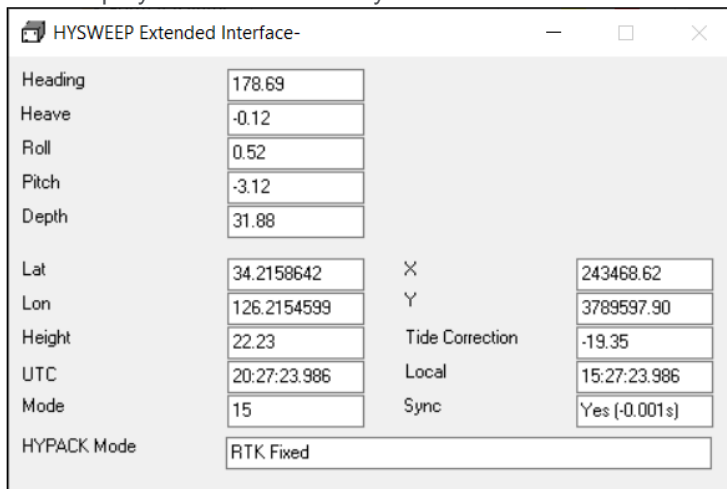 HYSWEEP Extended Interface-
Heading 178.69
Heave -0.12
Roll 0.52
Pitch -3.12
Depth 31.88
Lat 34.2158642 X 243468.62
Lon 126.2154599 Y 3789597.90
Height 22.23 Tide Correction -19.35
UTC 20:27:23.986 Local 15:27:23.986
Mode 15 Sync Yes (-0.001s)
HYPACK Mode RTK Fixed